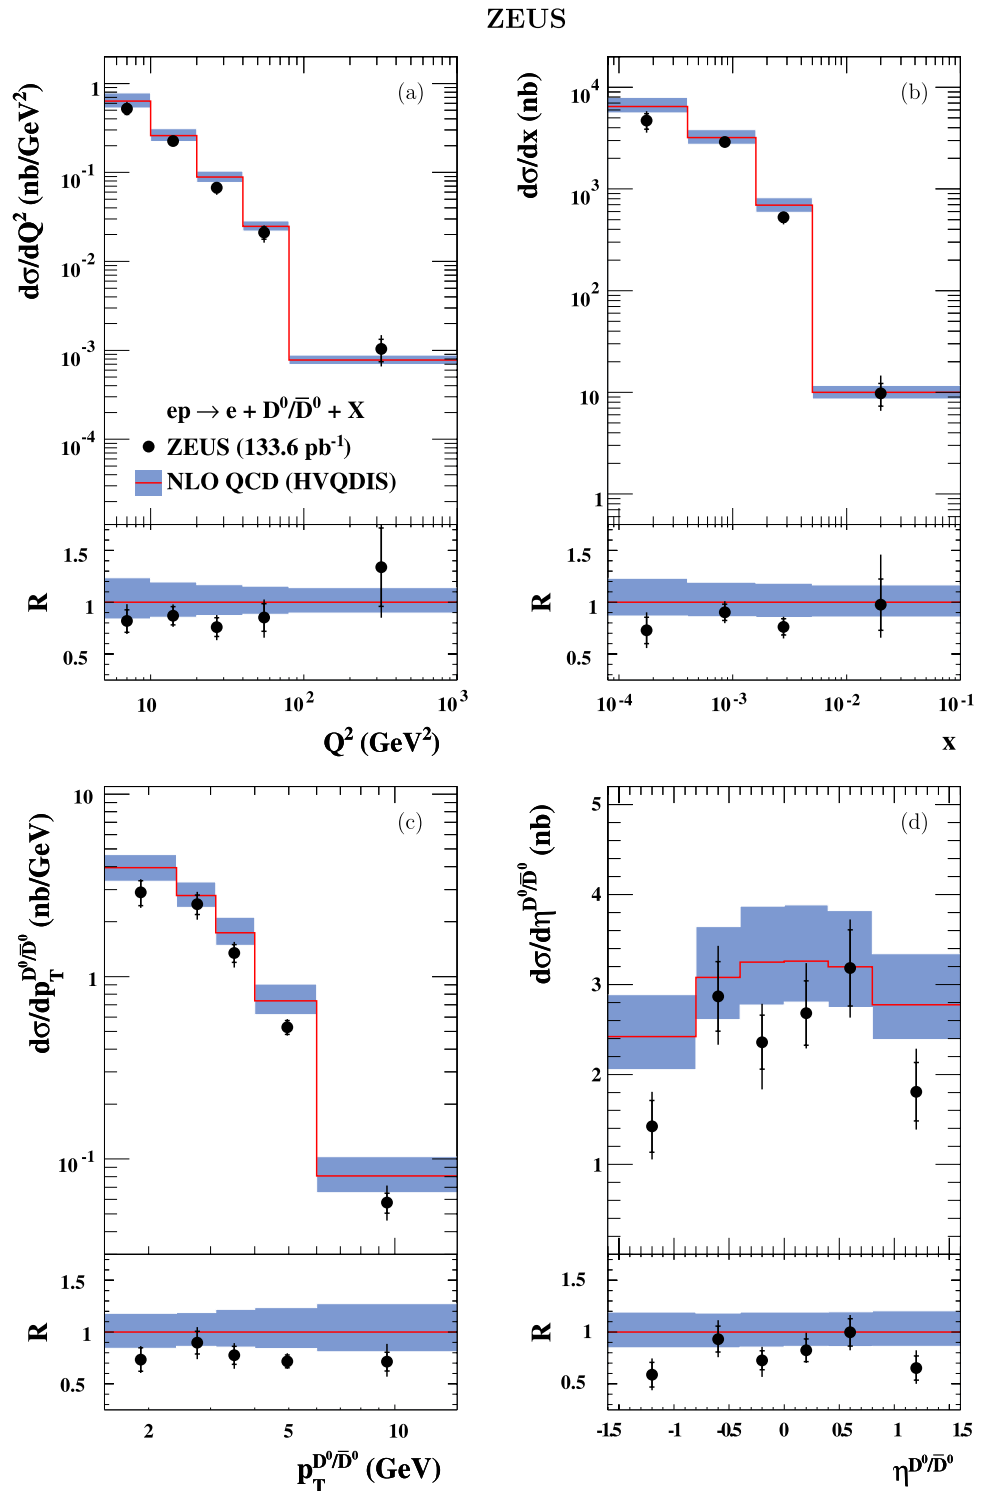 ZEUS
(a)
dσ/dQ² (nb/GeV²)
1
10⁻¹
10⁻²
10⁻³
10⁻⁴
ep → e + D⁰/D̅⁰ + X
ZEUS (133.6 pb⁻¹)
NLO QCD (HVQDIS)
R
1.5
1
0.5
10
10²
10³
Q² (GeV²)
(b)
dσ/dx (nb)
10⁴
10³
10²
10
1
R
1.5
1
0.5
10⁻⁴
10⁻³
10⁻²
10⁻¹
x
(c)
dσ/dp_T^D⁰/D̅⁰ (nb/GeV)
10
1
10⁻¹
R
1.5
1
0.5
2
5
10
p_T^D⁰/D̅⁰ (GeV)
(d)
dσ/dη^D⁰/D̅⁰ (nb)
5
4
3
2
1
R
1.5
1
0.5
-1.5
-1
-0.5
0
0.5
1
1.5
η^D⁰/D̅⁰